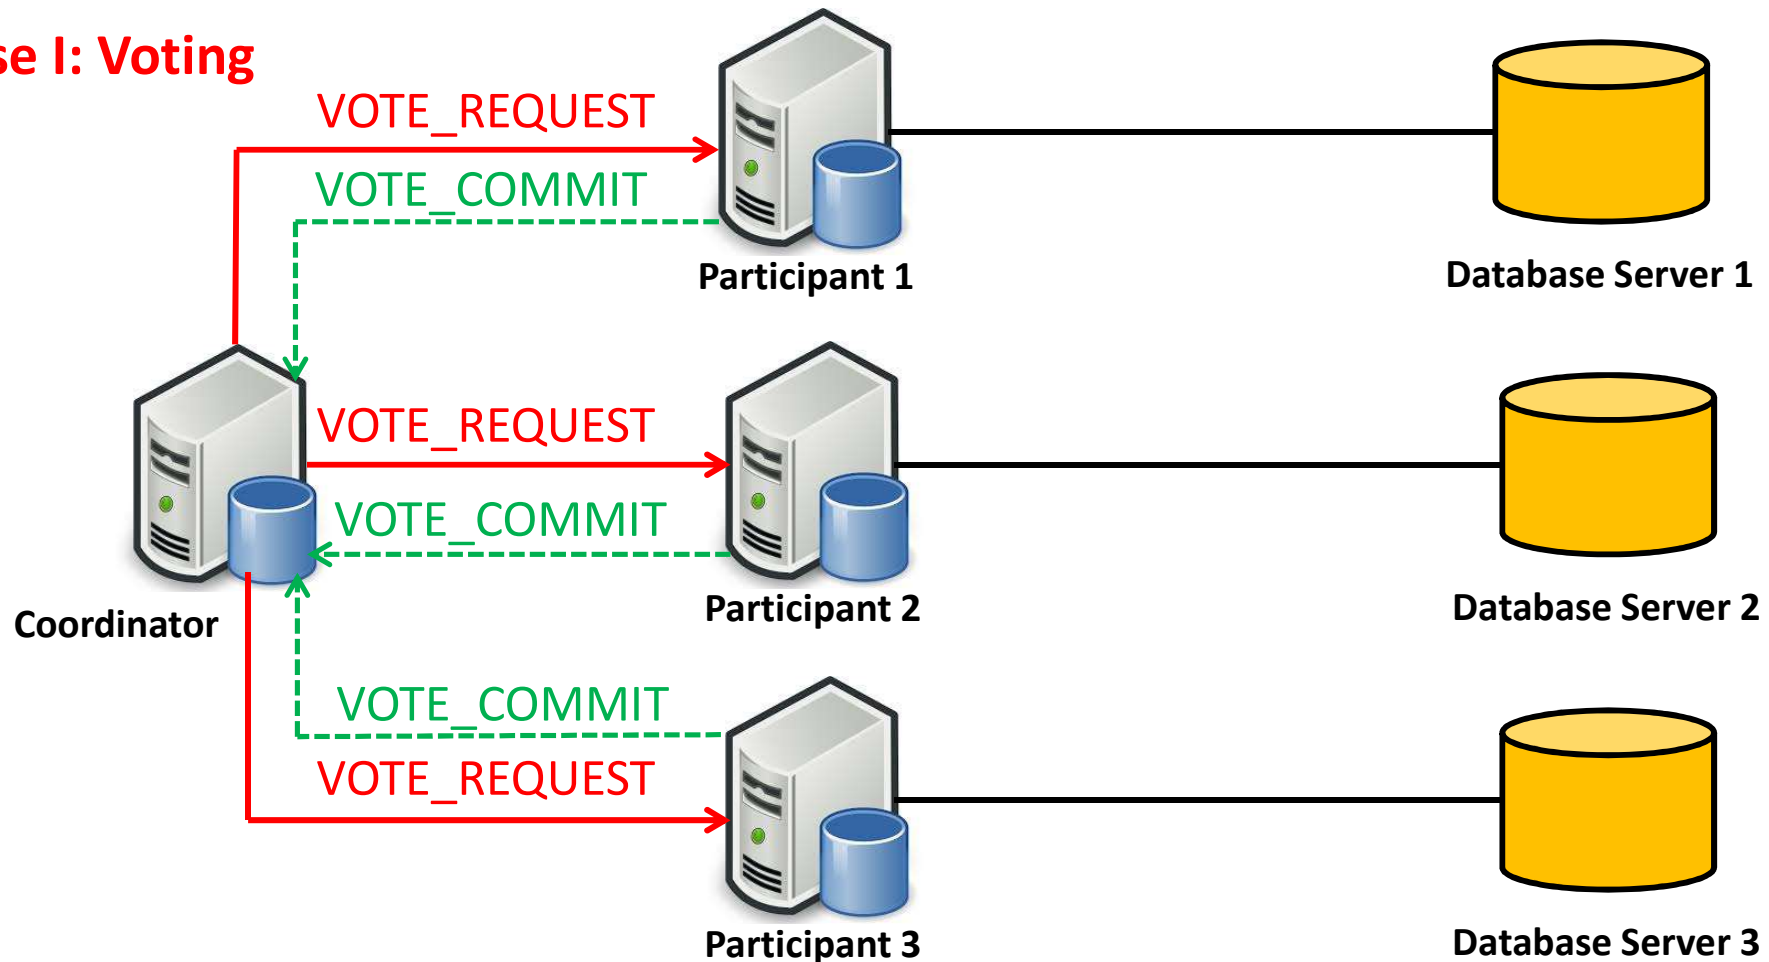 se I: Voting
VOTE_REQUEST
VOTE_COMMIT
Participant 1
Database Server 1
VOTE_REQUEST
VOTE_COMMIT
Coordinator
Participant 2
Database Server 2
VOTE_COMMIT
VOTE_REQUEST
Participant 3
Database Server 3